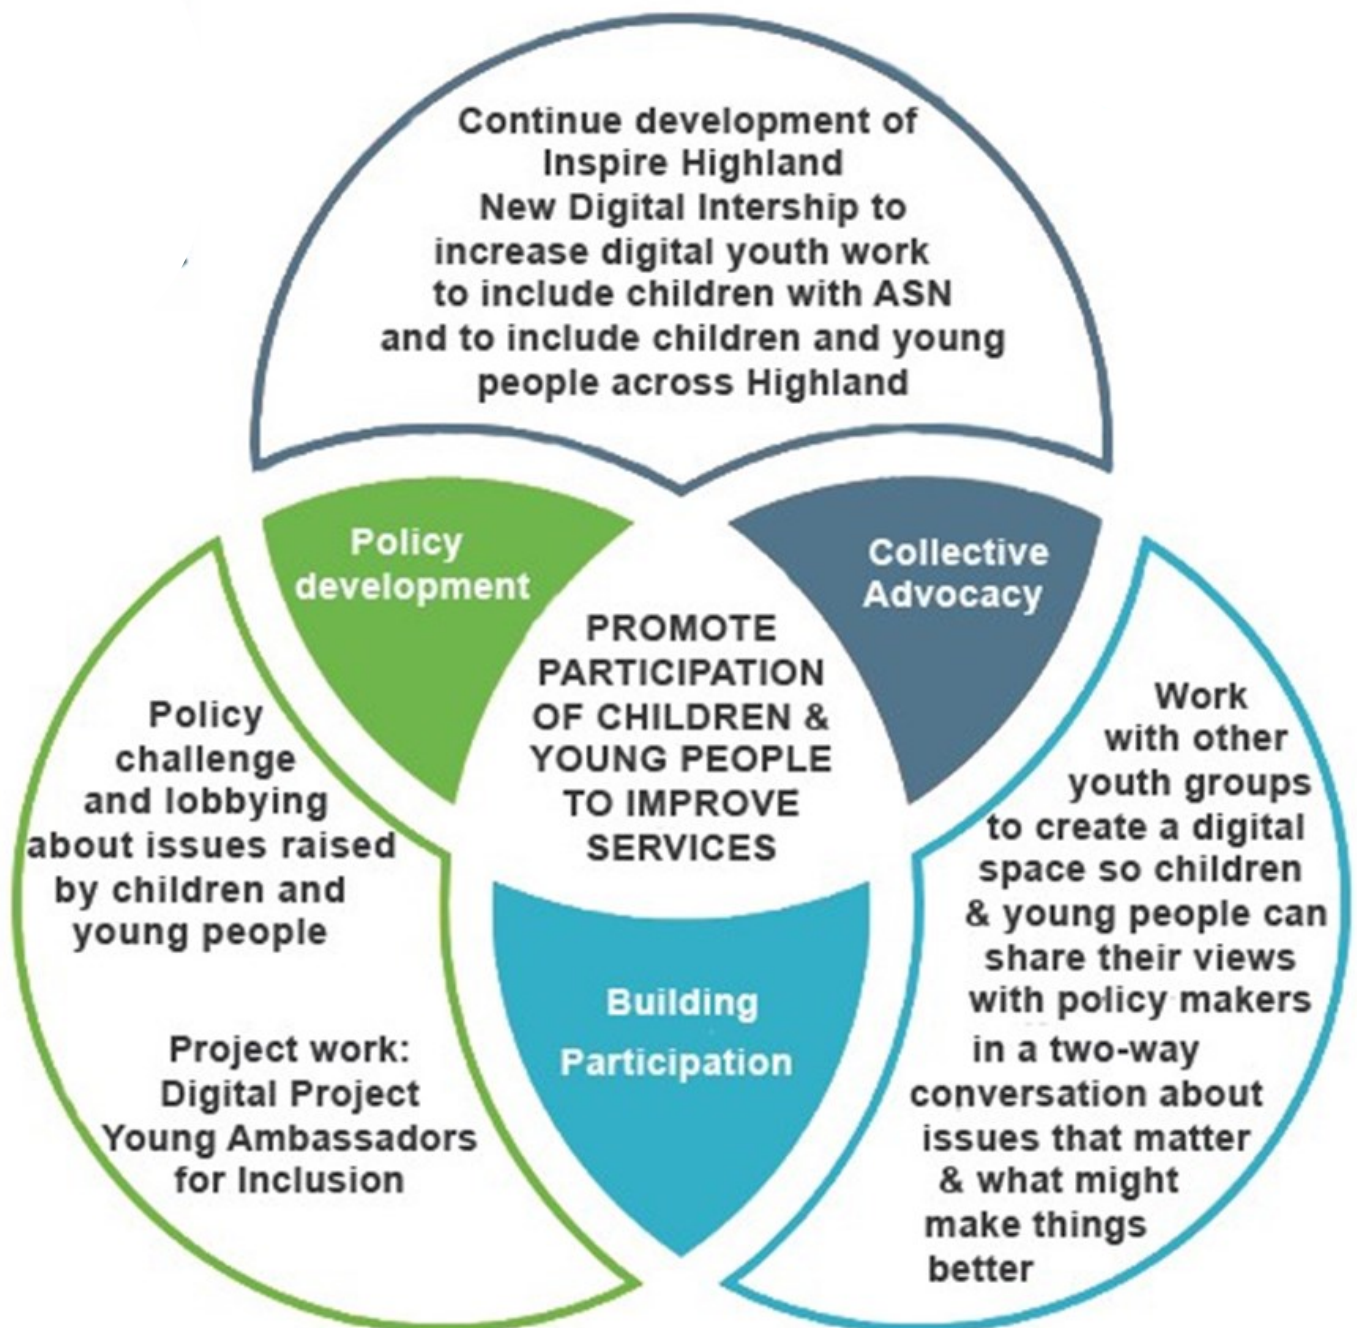 Continue development of
Inspire Highland
New Digital Intership to
increase digital youth work
to include children with ASN
and to include children and young
people across Highland
Policy
development
Collective
Advocacy
PROMOTE
PARTICIPATION
OF CHILDREN &
YOUNG PEOPLE
TO IMPROVE
SERVICES
Policy
challenge
and lobbying
about issues raised
by children and
young people
Project work:
Digital Project
Young Ambassadors
for Inclusion
Building
Participation
Work
with other
youth groups
to create a digital
space so children
& young people can
share their views
with policy makers
in a two-way
conversation about
issues that matter
& what might
make things
better